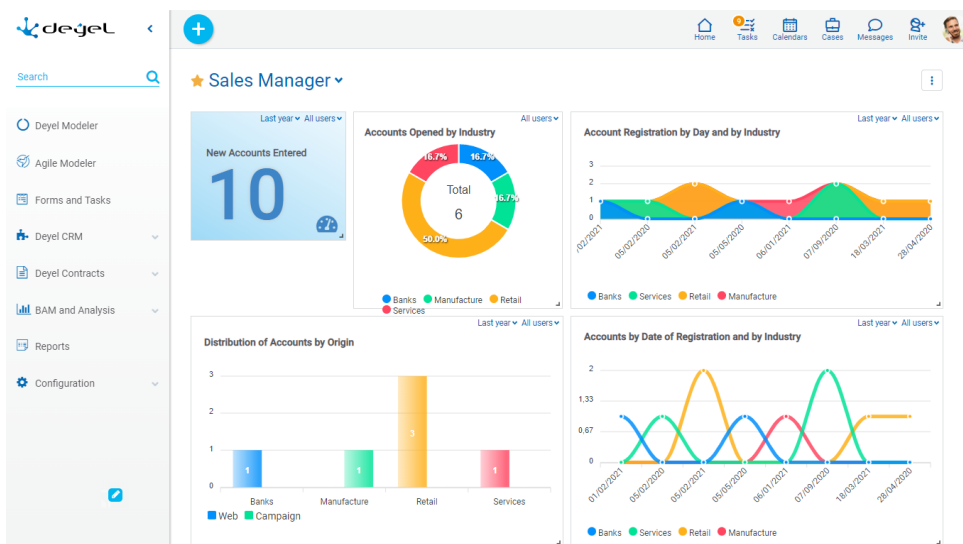 deyel
Home
Tasks
Calendars
Cases
Messages
Invite
9
Search
Sales Manager
Deyel Modeler
Agile Modeler
Forms and Tasks
Deyel CRM
Deyel Contracts
BAM and Analysis
Reports
Configuration
Last year All users
New Accounts Entered
10
All users
Accounts Opened by Industry
16.7% 16.7%
16.7%
50.0%
Total
6
Banks Manufacture Retail
Services
Last year All users
Account Registration by Day and by Industry
3
2
1
0
/02/2021 05/02/2020 05/02/2021 05/05/2020 06/01/2021 07/09/2020 18/03/2021 28/04/2020
Banks Services Retail Manufacture
Last year All users
Distribution of Accounts by Origin
3
2
1
0
1 1 3 1
Banks Manufacture Retail Services
Web Campaign
Last year All users
Accounts by Date of Registration and by Industry
2
1,33
0,67
0
01/02/2021 05/02/2020 05/02/2021 05/05/2020 06/01/2021 07/09/2020 18/03/2021 28/04/2020
Banks Services Retail Manufacture